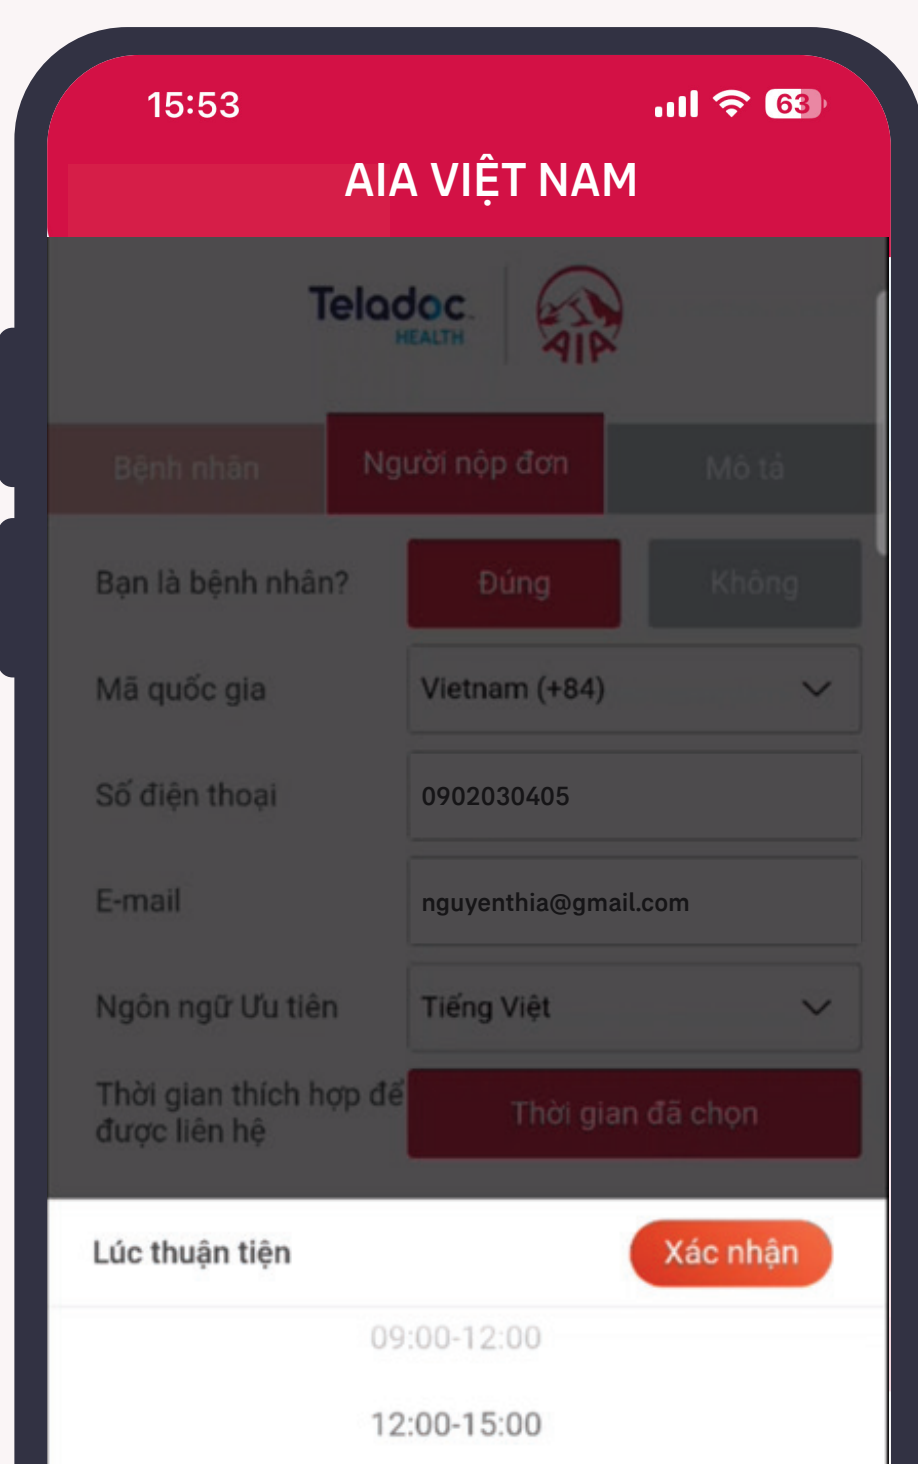 15:53
63
AIA VIỆT NAM
Teladoc
HEALTH
AIA
Bệnh nhân
Người nộp đơn
Mô tả
Bạn là bệnh nhân?
Đúng
Không
Mã quốc gia
Vietnam (+84)
Số điện thoại
0902030405
E-mail
nguyenthia@gmail.com
Ngôn ngữ Ưu tiên
Tiếng Việt
Thời gian thích hợp để
được liên hệ
Thời gian đã chọn
Lúc thuận tiện
Xác nhận
09:00-12:00
12:00-15:00